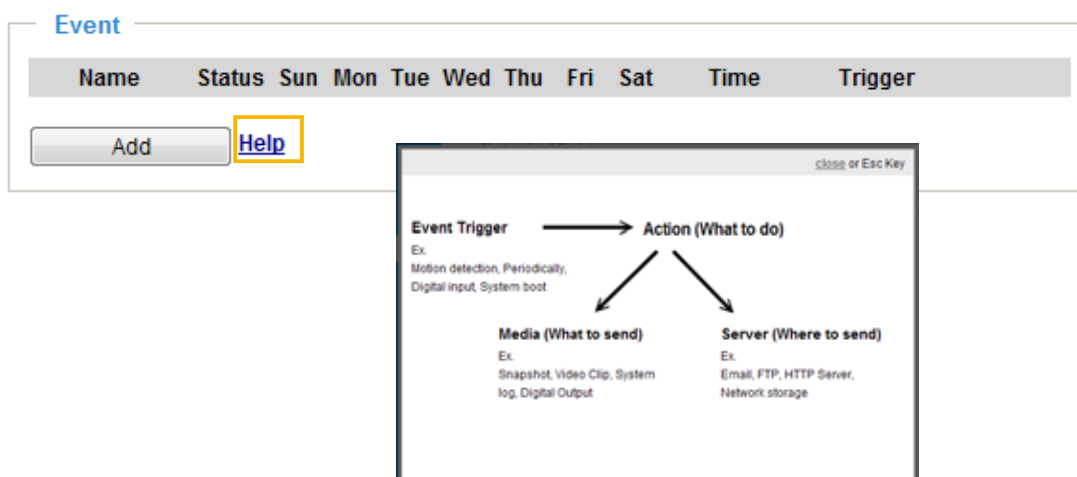 Event
Name Status Sun Mon Tue Wed Thu Fri Sat Time Trigger
Add Help
close or Esc Key
Event Trigger Action (What to do)
Ex.
Motion detection, Periodically,
Digital input, System boot
Media (What to send) Server (Where to send)
Ex. Ex.
Snapshot, Video Clip, System Email, FTP, HTTP Server,
log, Digital Output Network storage